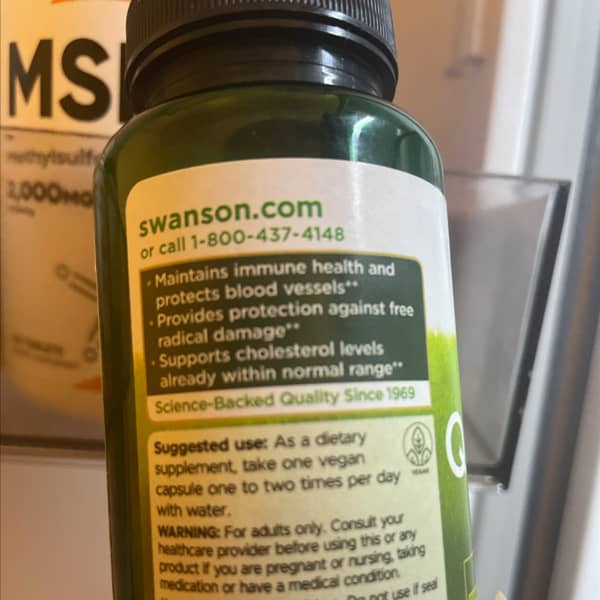 MS
methylsulf
2,000MG
swanson.com
or call 1-800-437-4148
· Maintains immune health and
protects blood vessels**
· Provides protection against free
radical damage**
· Supports cholesterol levels
already within normal range**
Science-Backed Quality Since 1969
Suggested use: As a dietary
supplement, take one vegan
capsule one to two times per day
with water.
VEGAN
WARNING: For adults only. Consult your
healthcare provider before using this or any
product if you are pregnant or nursing, taking
medication or have a medical condition.
Do not use if seal
Q